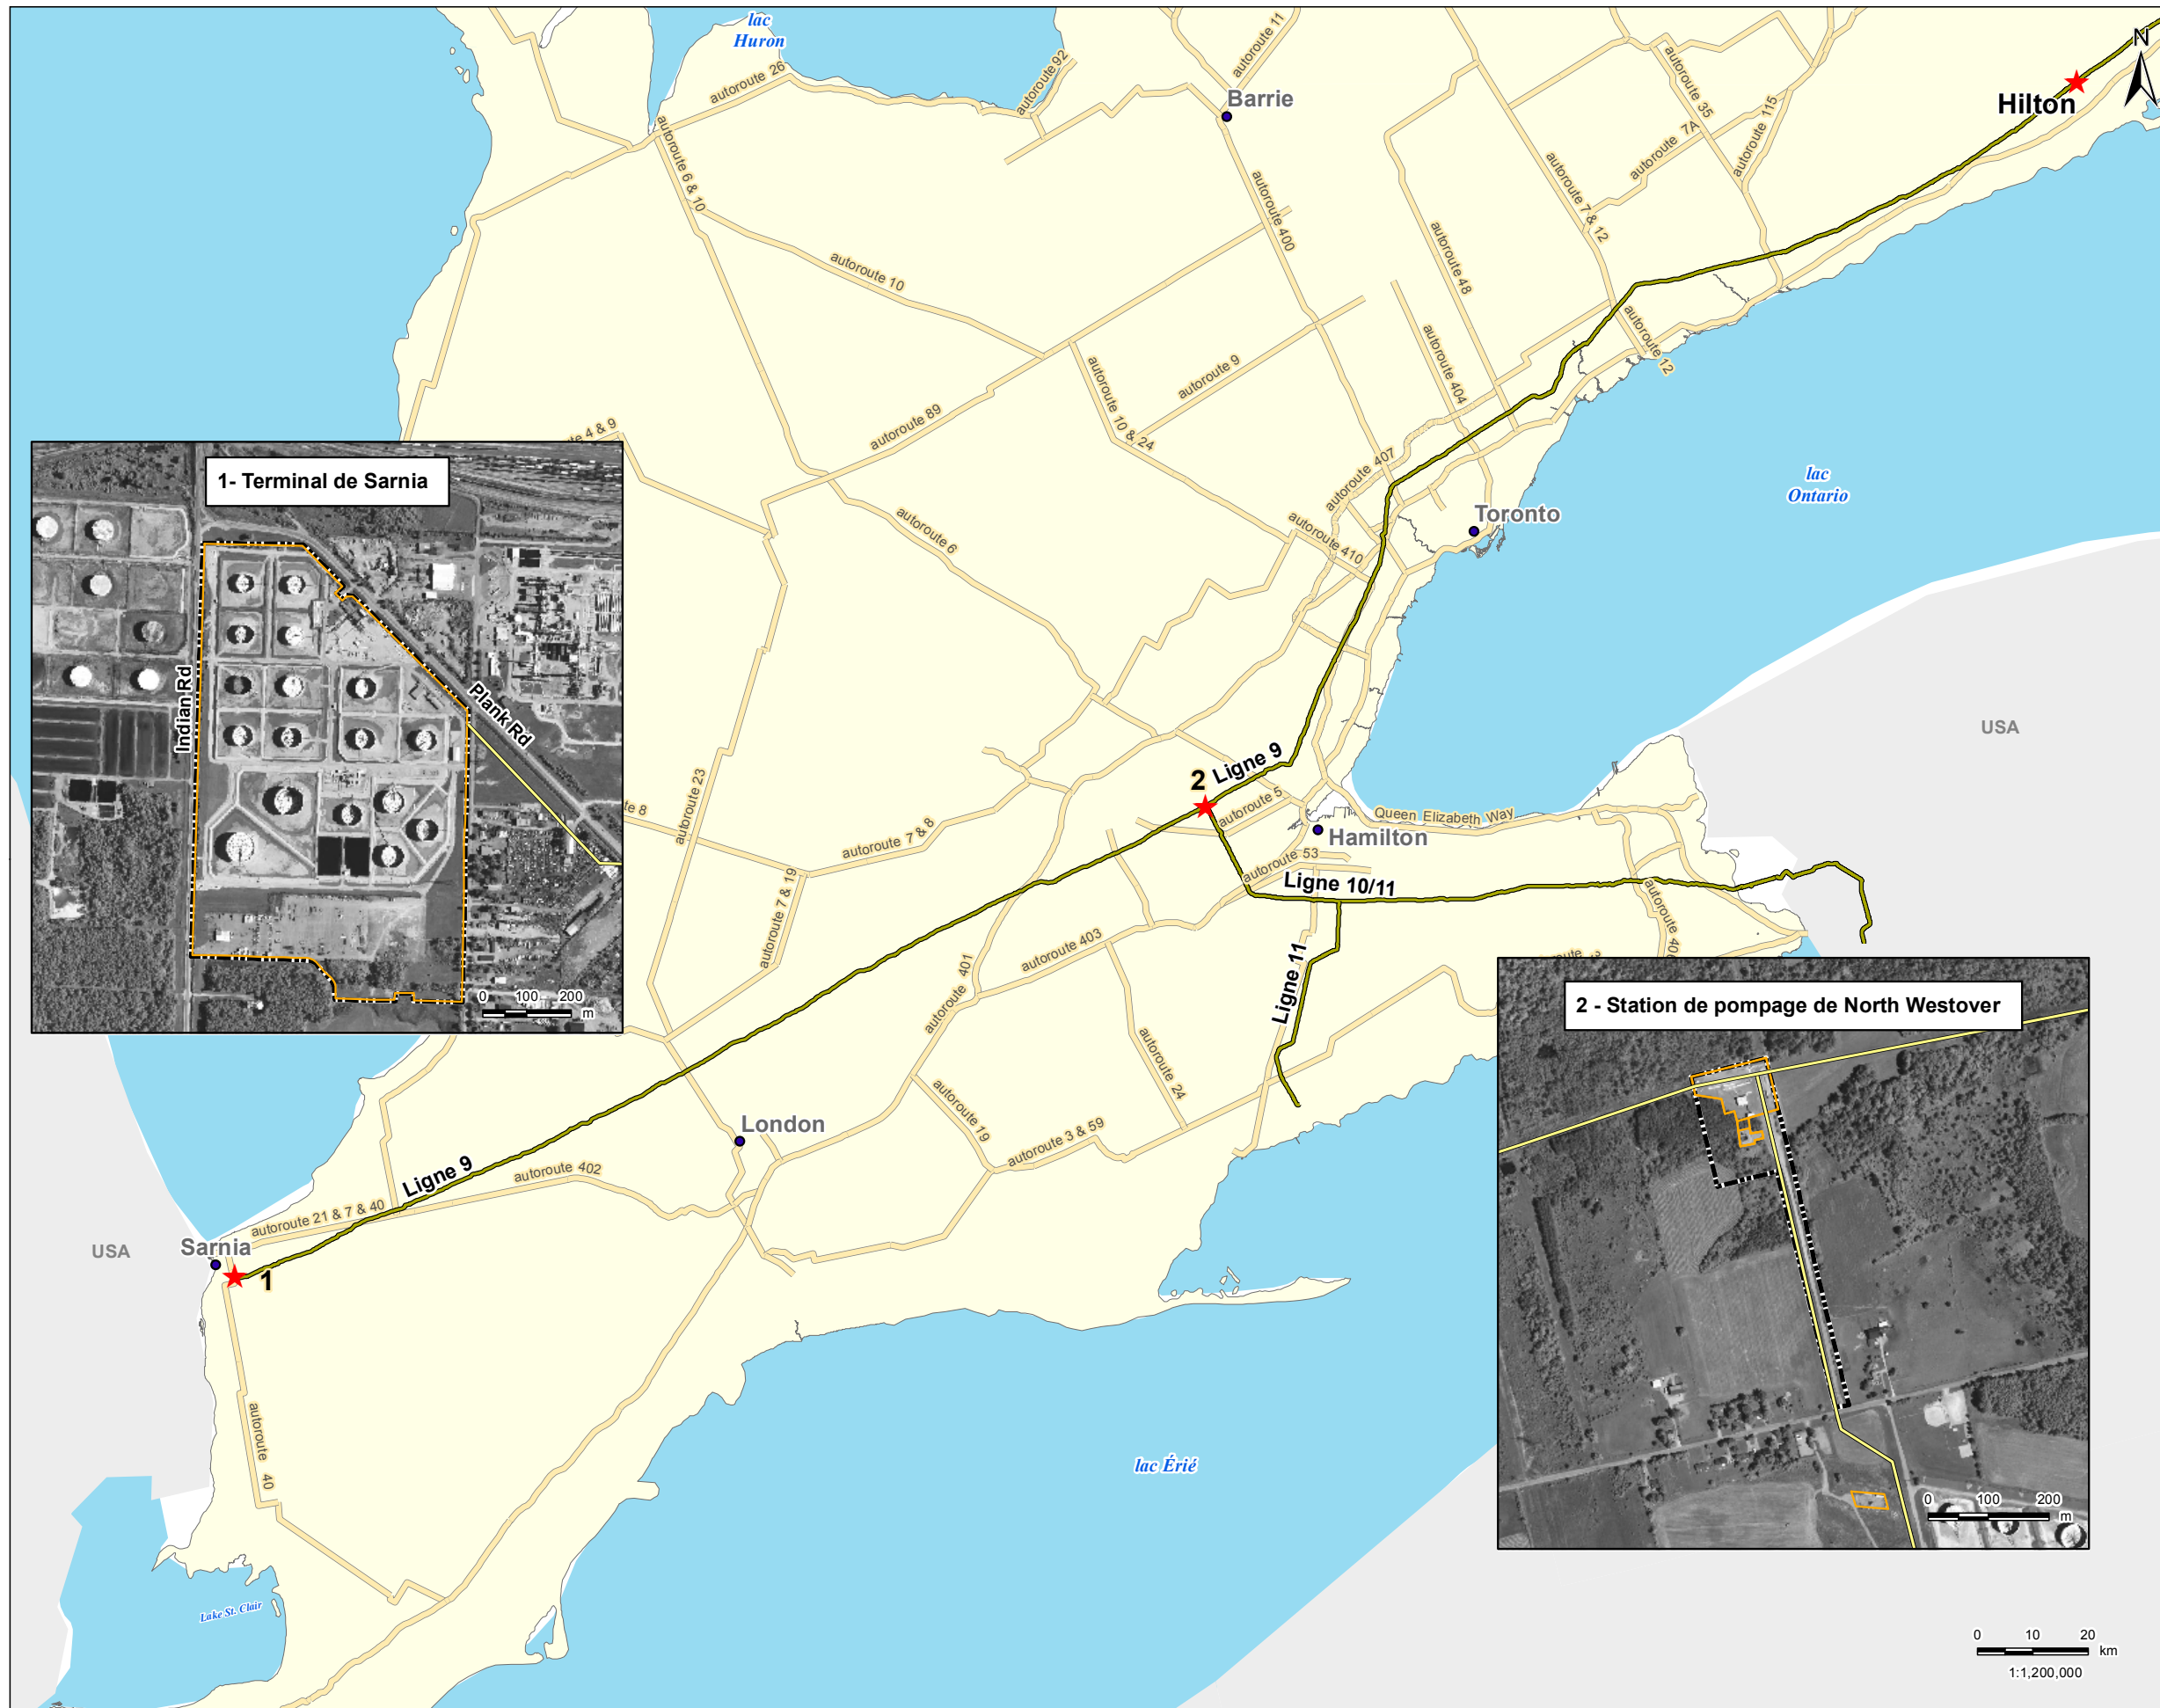 lac
Huron
autoroute 11
autoroute 92
autoroute 26
Barrie
N
Hilton
autoroute 35
autoroute 7A
autoroute 115
autoroute 6 & 10
autoroute 400
autoroute 7 & 12
autoroute 10
autoroute 48
autoroute 12
autoroute 404
autoroute 9
autoroute 10 & 24
autoroute 89
te 4 & 9
autoroute 407
lac
Ontario
1- Terminal de Sarnia
Toronto
autoroute 6
autoroute 410
Indian Rd
Plank Rd
0 100 200
m
USA
Ligne 9
2
autoroute 5
Queen Elizabeth Way
Hamilton
autoroute 23
te 8
autoroute 7 & 8
autoroute 53
Ligne 10/11
autoroute 7 & 19
autoroute 403
autoroute 401
Ligne 11
2 - Station de pompage de North Westover
autoroute 24
autoroute 19
autoroute 3 & 59
London
Ligne 9
autoroute 402
autoroute 21 & 7 & 40
USA
Sarnia
1
autoroute 40
lac Érié
0 100 200
m
Lake St. Clair
0 10 20
km
1:1,200,000